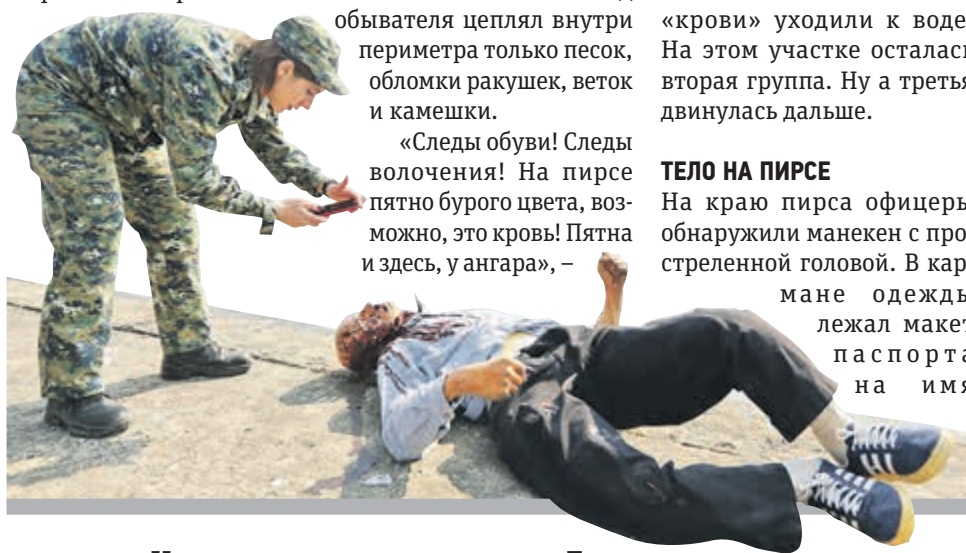 обывателя цеплял внутри
периметра только песок,
обломки ракушек, веток
и камешки.
«Следы обуви! Следы
волочения! На пирсе
пятно бурого цвета, воз-
можно, это кровь! Пятна
и здесь, у ангара», –
«крови» уходили к воде
На этом участке осталась
вторая группа. Ну а третья
двинулась дальше.
ТЕЛО НА ПИРСЕ
На краю пирса офицеры
обнаружили манекен с про
стреленной головой. В кар
мане одежды
лежал макет
паспорта
на имя